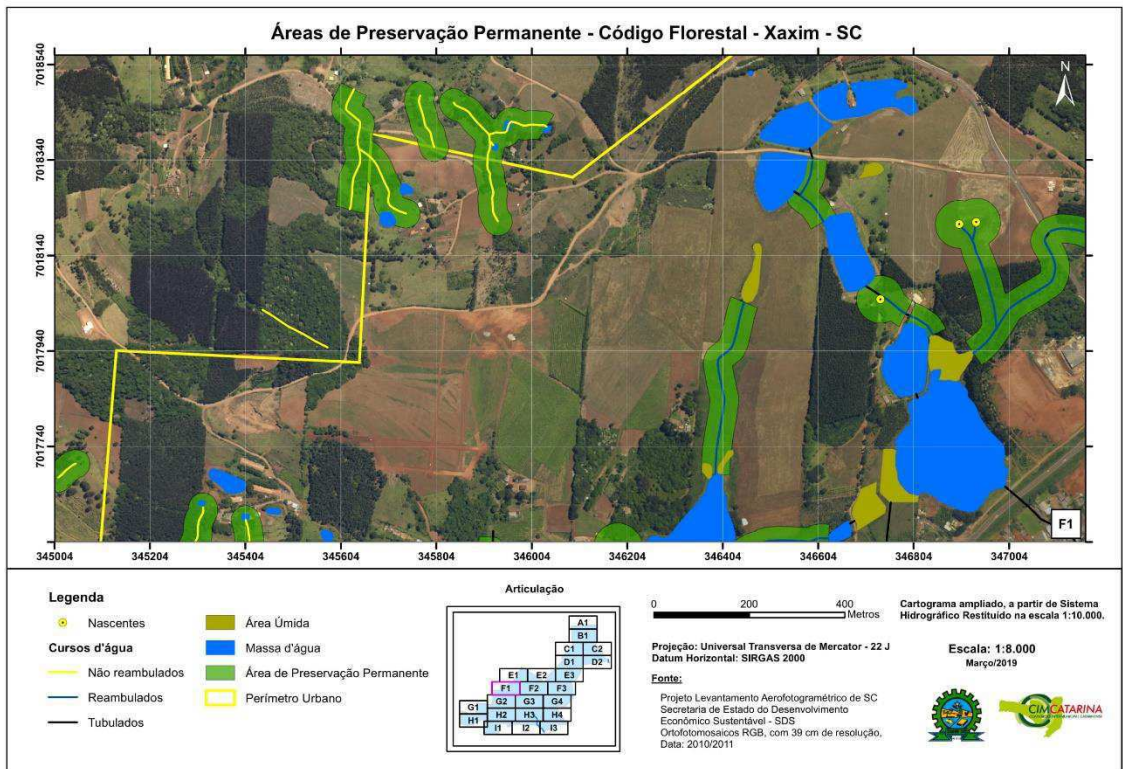 Áreas de Preservação Permanente - Código Florestal - Xaxim - SC
7018540
7018340
7018140
7017940
7017740
N
F1
345004 345204 345404 345604 345804 346004 346204 346404 346604 346804 347004
Legenda
Nascentes
Cursos d'água
Não reambulados
Reambulados
Tubulados
Área Úmida
Massa d'água
Área de Preservação Permanente
Perímetro Urbano
Articulação
A1
B1
C1 C2
D1 D2
E1 E2 E3
F1 F2 F3
G1 G2 G3 G4
H1 H2 H3 H4
I1 I2 I3
0 200 400
Metros
Projeção: Universal Transversa de Mercator - 22 J
Datum Horizontal: SIRGAS 2000
Fonte:
Projeto Levantamento Aerofotogramétrico de SC
Secretaria de Estado do Desenvolvimento
Econômico Sustentável - SDS
Ortofotomosaicos RGB, com 39 cm de resolução,
Data: 2010/2011
Cartograma ampliado, a partir de Sistema
Hidrográfico Restituído na escala 1:10.000.
Escala: 1:8.000
Março/2019
CIMCATARINA